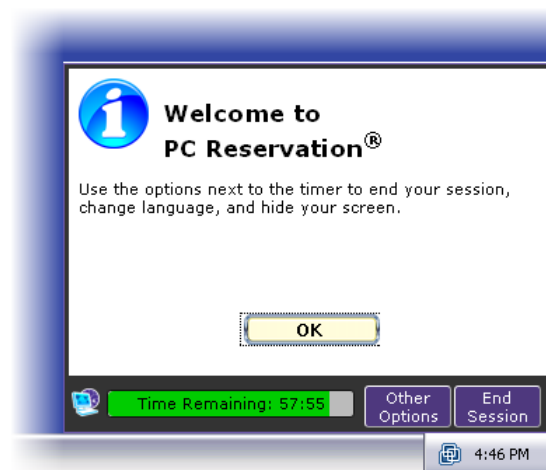 Welcome to
PC Reservation®
Use the options next to the timer to end your session,
change language, and hide your screen.
OK
Time Remaining: 57:55
Other
Options
End
Session
4:46 PM